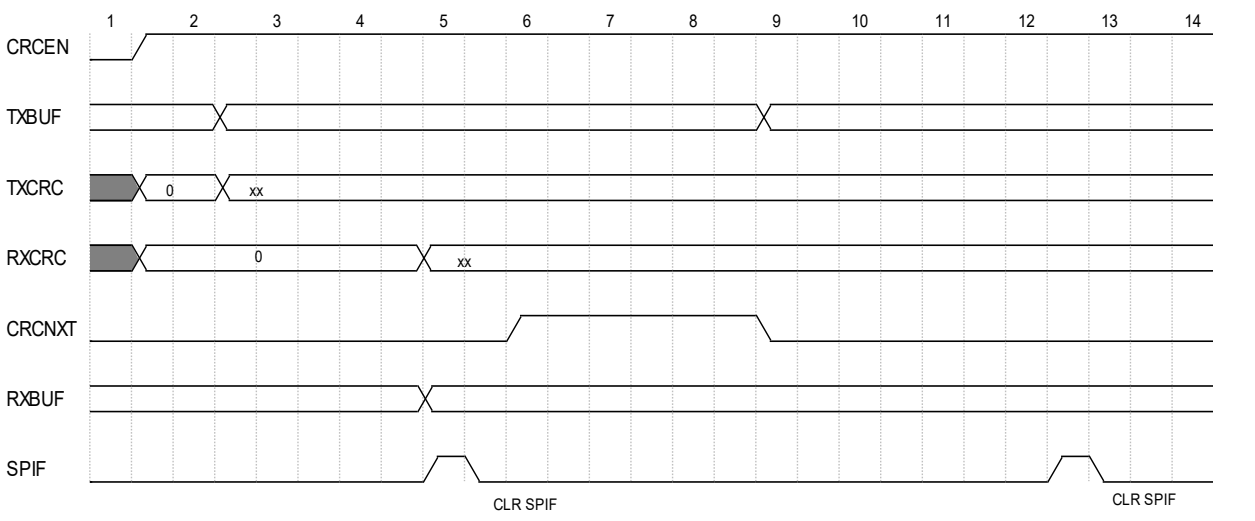 1 2 3 4 5 6 7 8 9 10 11 12 13 14
CRCEN
TXBUF
TXCRC 0 xx
RXCRC 0 xx
CRCNXT
RXBUF
SPIF
CLR SPIF CLR SPIF